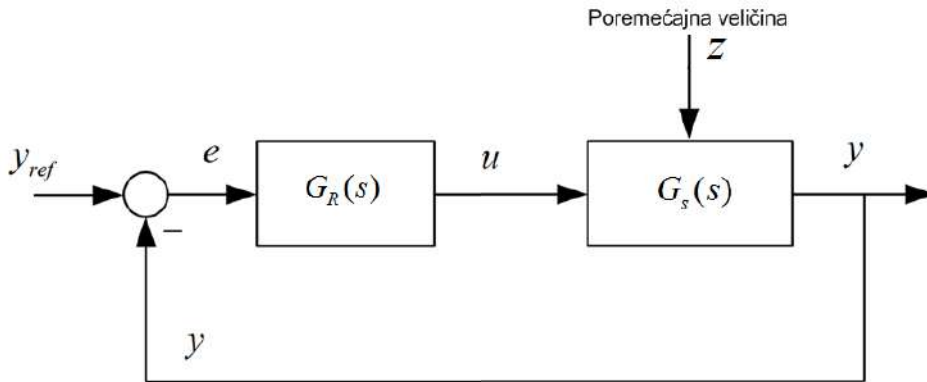 Poremećajna veličina
z
y_ref
e
G_R(s)
u
G_s(s)
y
−
y